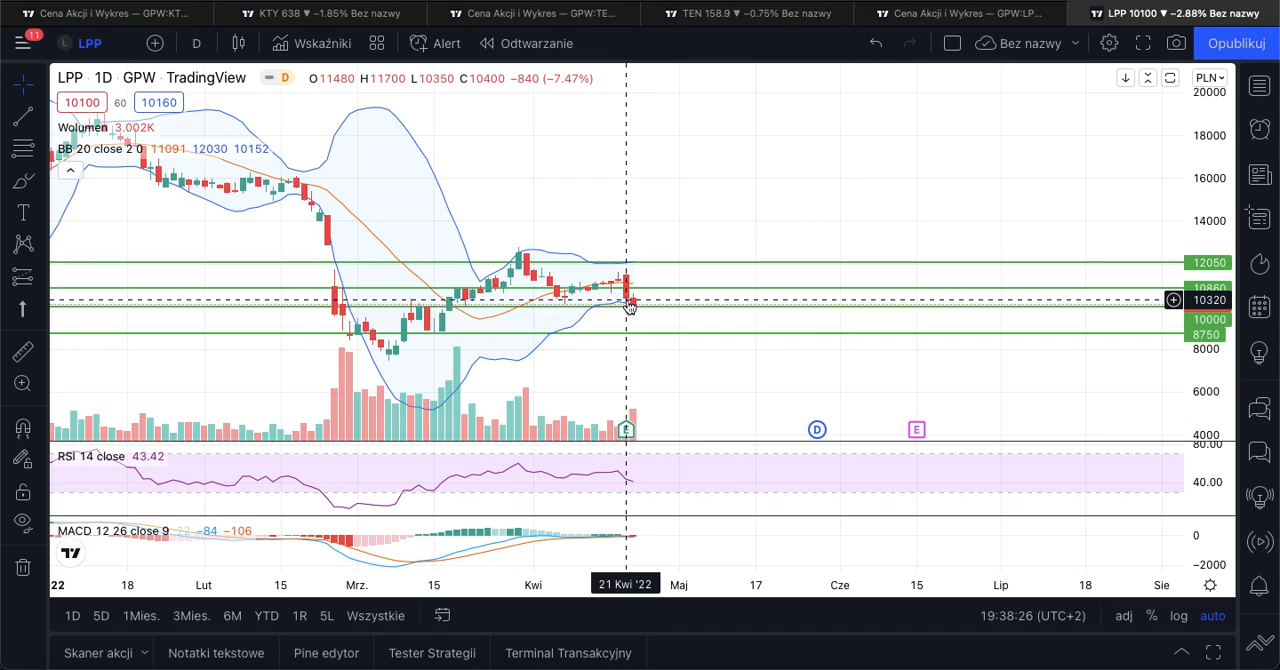 Cena Akcji i Wykres — GPW:KT... KTY 638 ▼ −1.85% Bez nazwy Cena Akcji i Wykres — GPW:TE... TEN 158.9 ▼ −0.75% Bez nazwy Cena Akcji i Wykres — GPW:LP... LPP 10100 ▼ −2.88% Bez nazwy
11 L LPP D Wskaźniki Alert Odtwarzanie Bez nazwy Opublikuj
LPP · 1D · GPW · TradingView D O11480 H11700 L10350 C10400 −840 (−7.47%) PLN
10100 60 10160
Wolumen 3.002K
BB 20 close 2 0 11091 12030 10152
20000
18000
16000
14000
12050
10860
10320
10000
8750
8000
6000
4000
E D E
RSI 14 close 43.42
80.00
40.00
MACD 12 26 close 9 −84 −106
0
−2000
22 18 Lut 15 Mrz. 15 Kwi 21 Kwi '22 Maj 17 Cze 15 Lip 18 Sie
1D 5D 1Mies. 3Mies. 6M YTD 1R 5L Wszystkie 19:38:26 (UTC+2) adj % log auto
Skaner akcji Notatki tekstowe Pine edytor Tester Strategii Terminal Transakcyjny